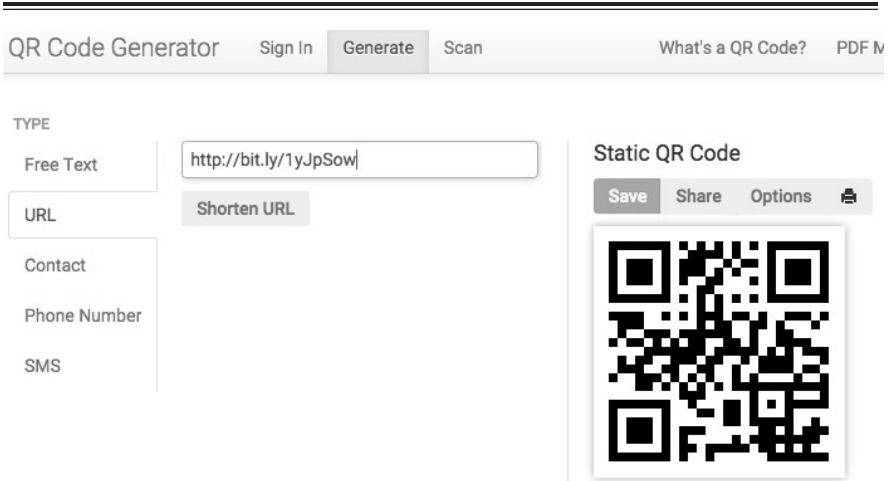 QR Code Generator Sign In Generate Scan What's a QR Code? PDF M
TYPE
Free Text
URL
Contact
Phone Number
SMS
http://bit.ly/1yJpSow
Shorten URL
Static QR Code
Save Share Options